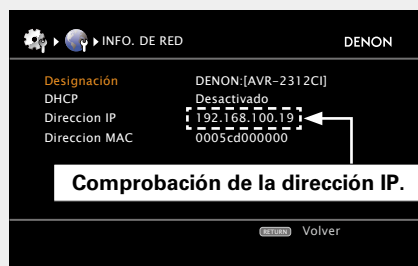 INFO. DE RED
DENON
Designación DENON:[AVR-2312CI]
DHCP Desactivado
Direccion IP 192.168.100.19
Direccion MAC 0005cd000000
Comprobación de la dirección IP.
RETURN Volver